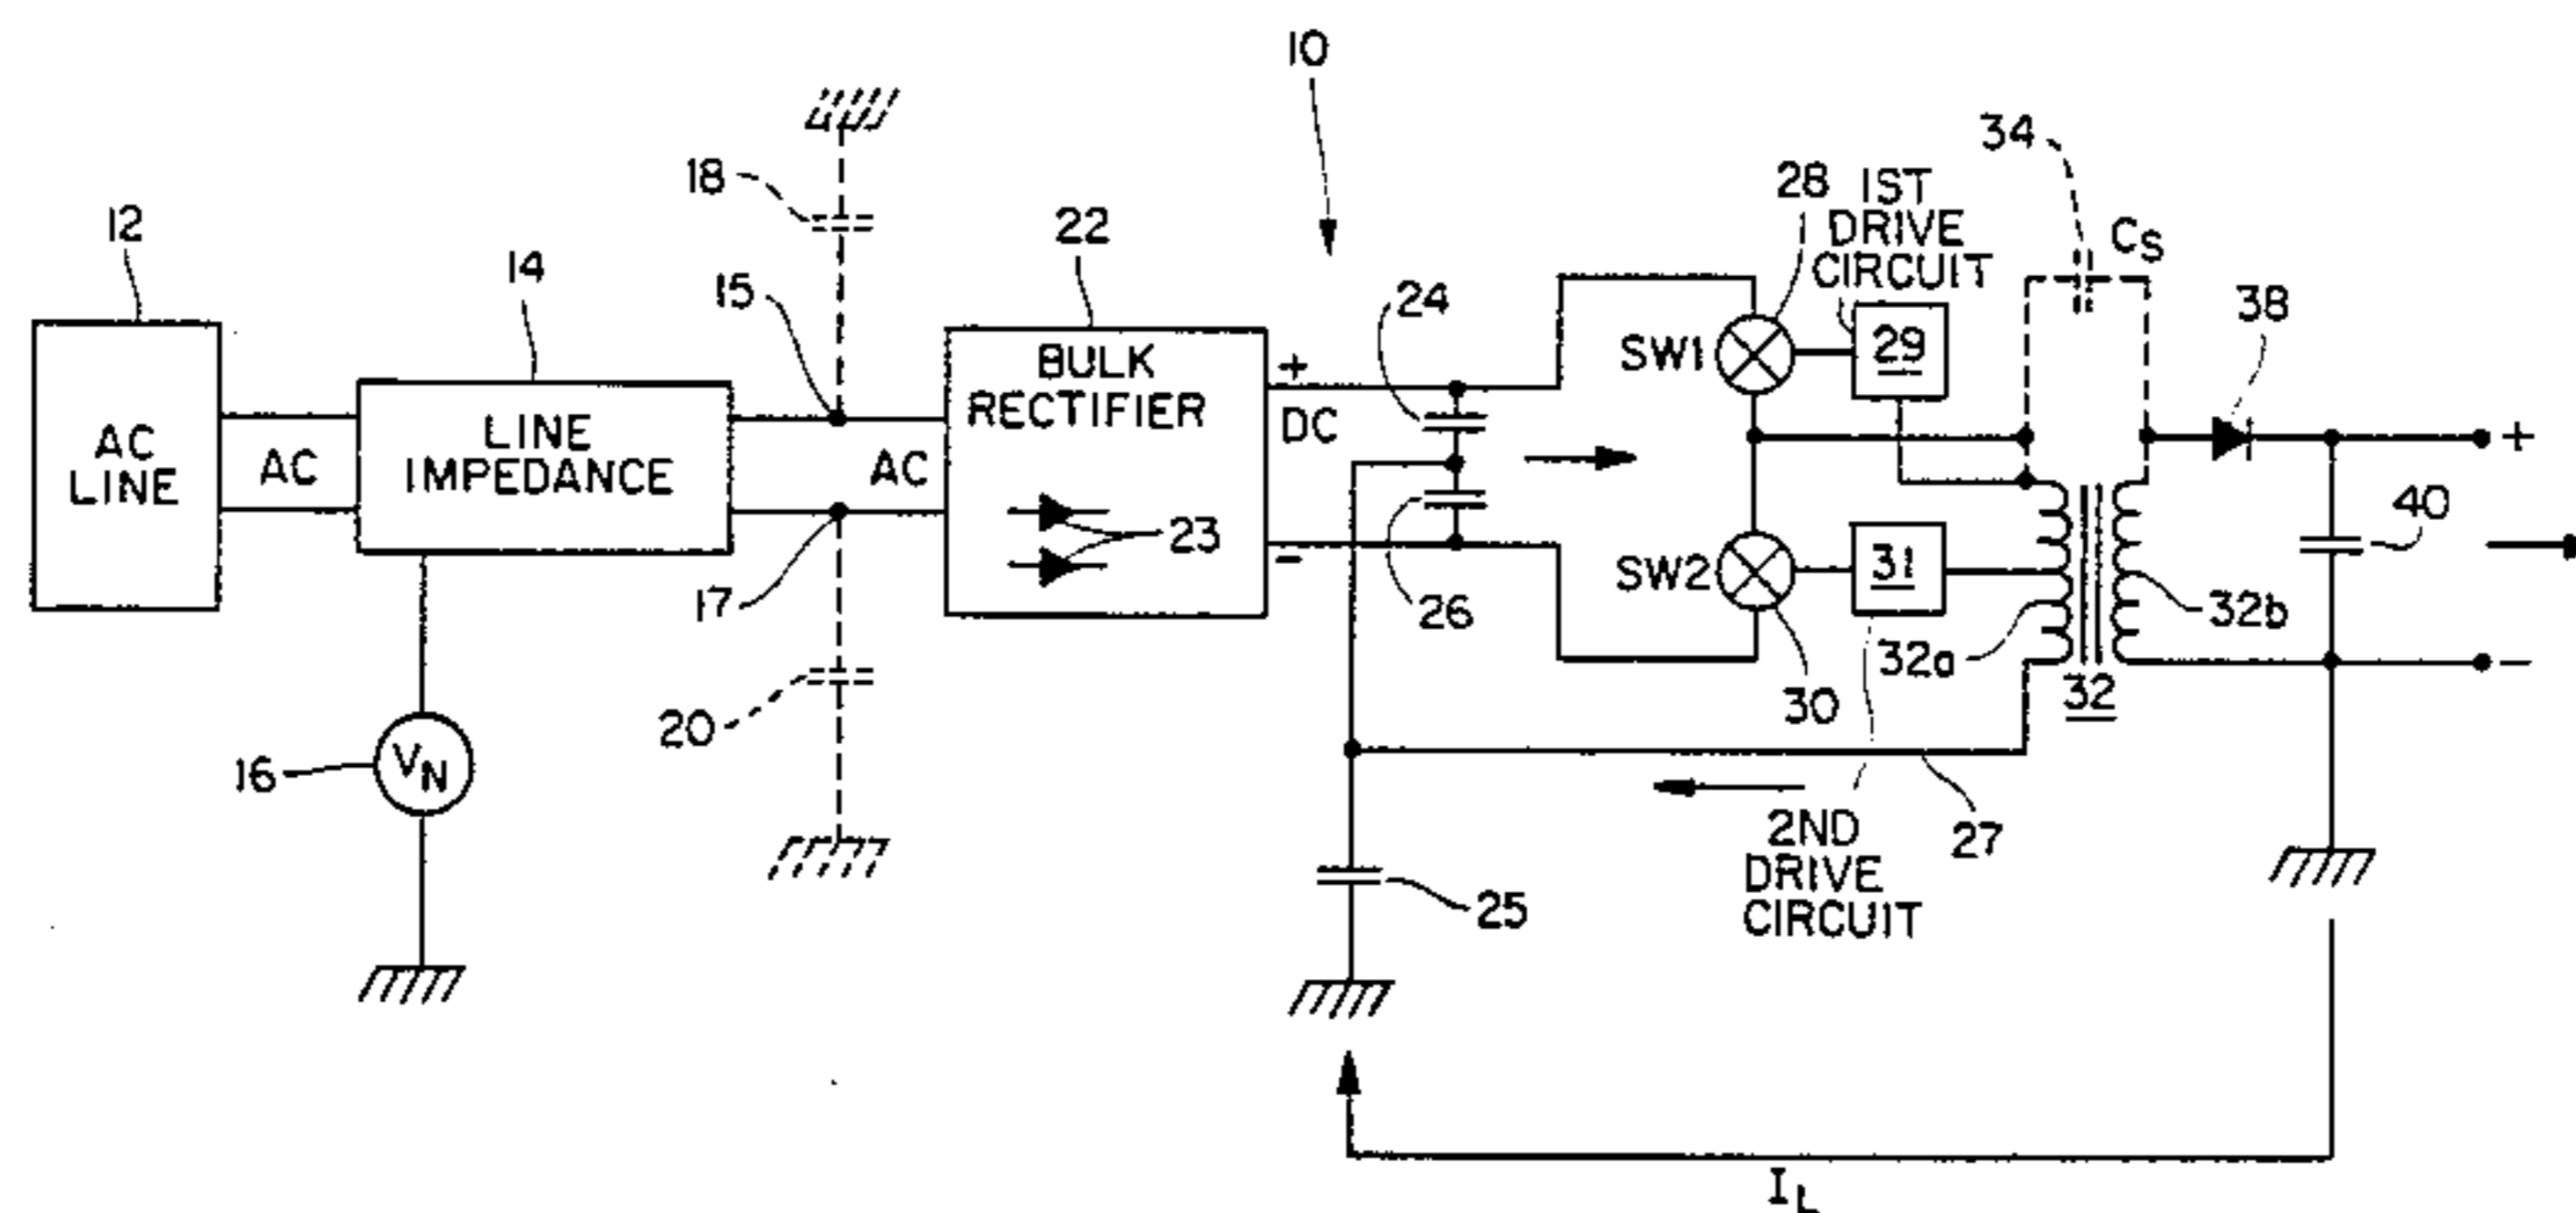 10
34
18
28
1ST
DRIVE
CIRCUIT
CS
12
14
15
22
24
38
AC
LINE
AC
LINE
IMPEDANCE
AC
BULK
RECTIFIER
23
+
DC
-
SW1
29
+
40
17
26
SW2
31
32a
32b
32
-
20
16
VN
30
25
2ND
DRIVE
CIRCUIT
27
IL